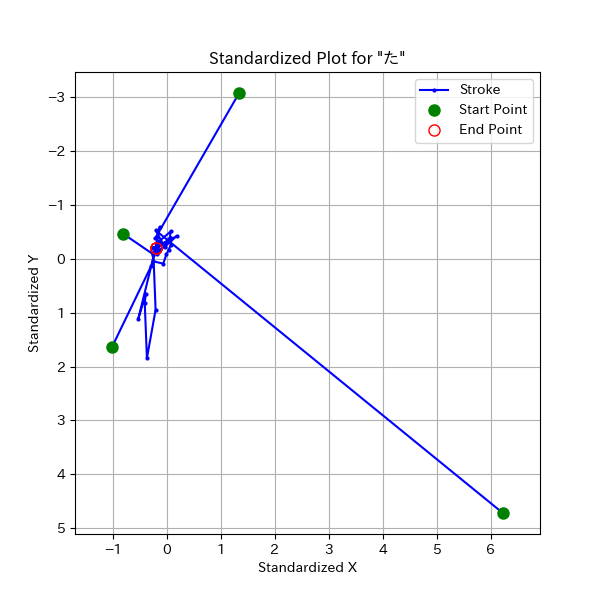 Standardized Plot for "た"
Stroke
Start Point
End Point
−3
−2
−1
0
1
2
3
4
5
Standardized Y
−1 0 1 2 3 4 5 6
Standardized X